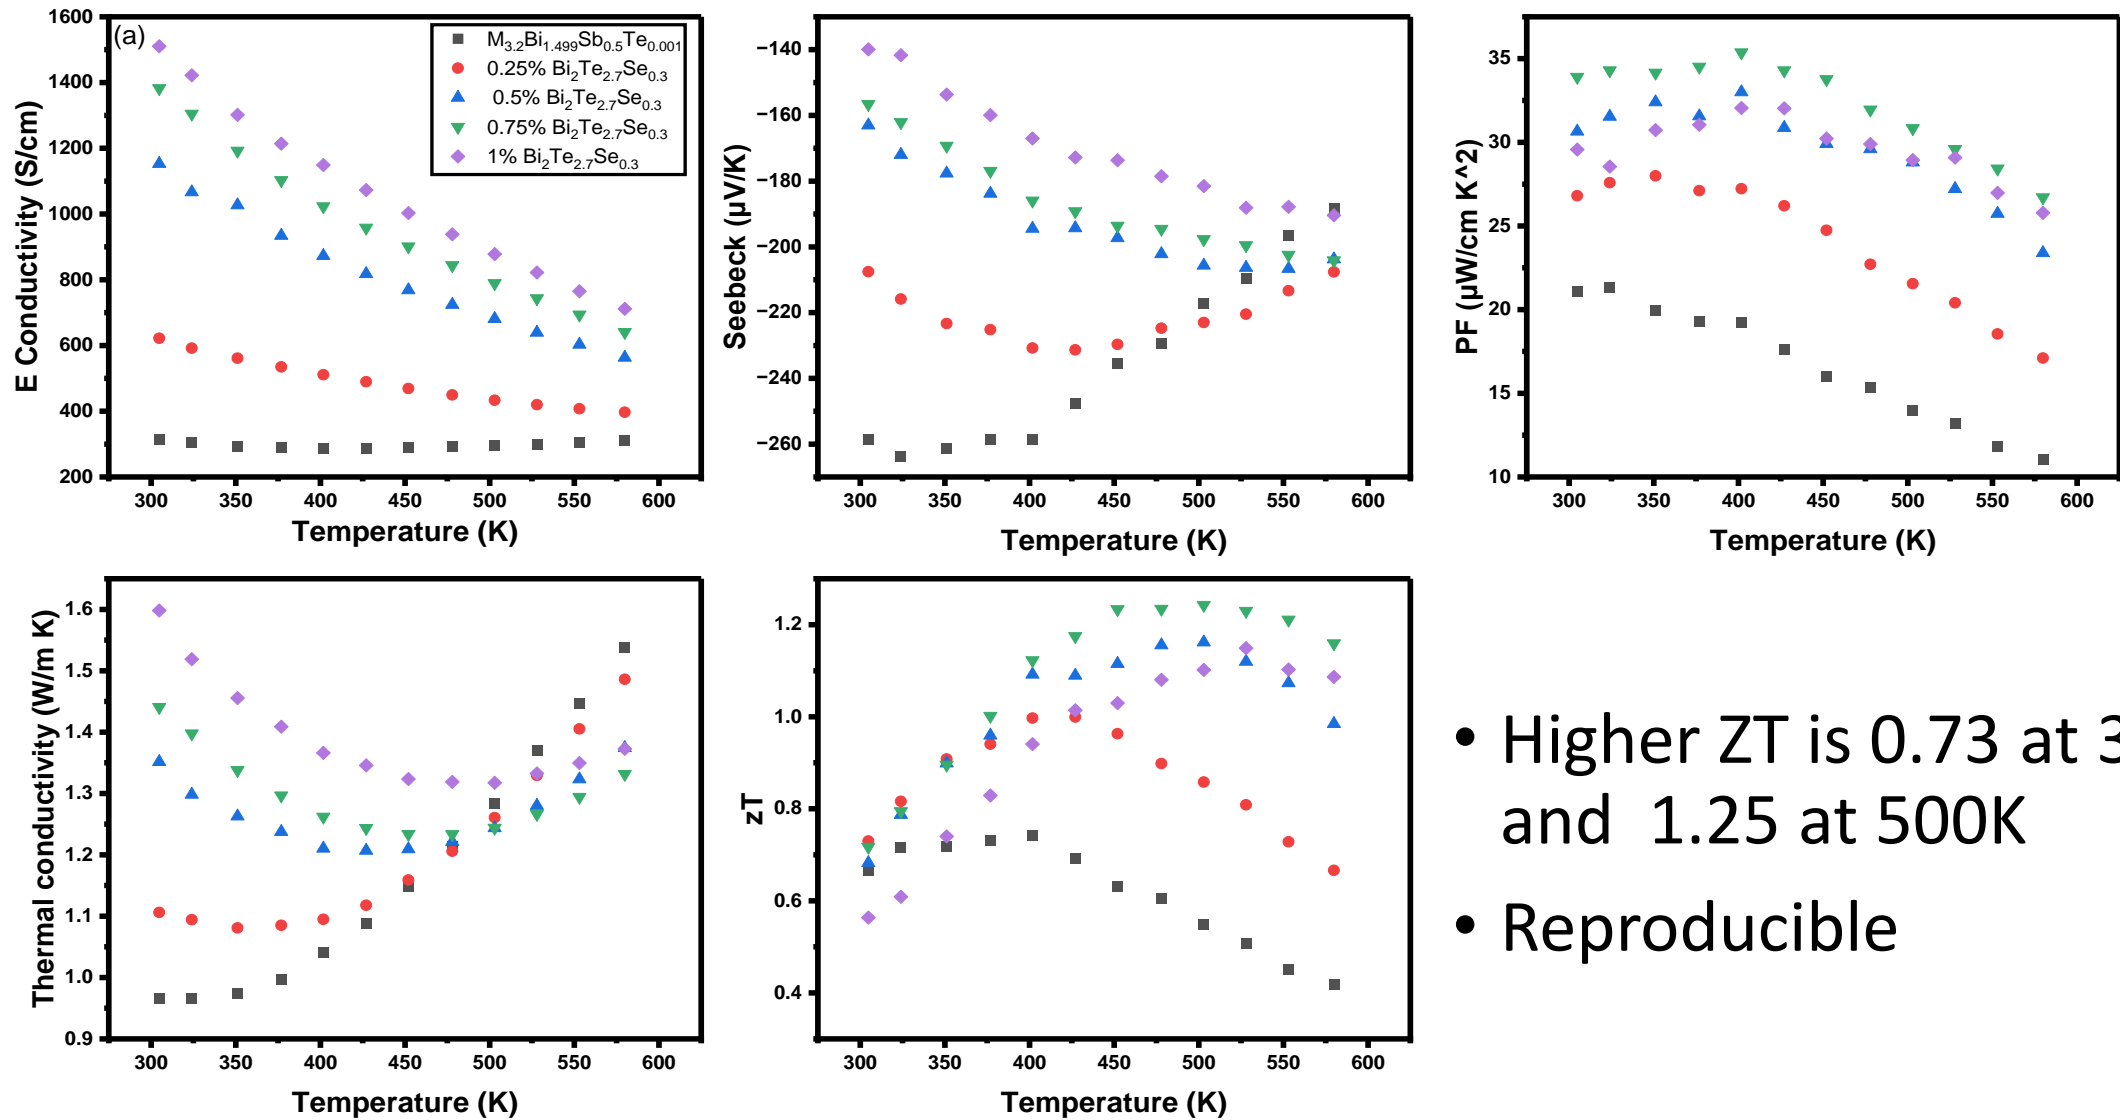 (a)
M3.2Bi1.499Sb0.5Te0.001
0.25% Bi2Te2.7Se0.3
0.5% Bi2Te2.7Se0.3
0.75% Bi2Te2.7Se0.3
1% Bi2Te2.7Se0.3
1600
1400
1200
1000
800
600
400
200
E Conductivity (S/cm)
300 350 400 450 500 550 600
Temperature (K)
−140
−160
−180
−200
−220
−240
−260
Seebeck (µV/K)
300 350 400 450 500 550 600
Temperature (K)
35
30
25
20
15
10
PF (µW/cm K^2)
300 350 400 450 500 550 600
Temperature (K)
1.6
1.5
1.4
1.3
1.2
1.1
1.0
0.9
Thermal conductivity (W/m K)
300 350 400 450 500 550 600
Temperature (K)
1.2
1.0
0.8
0.6
0.4
zT
300 350 400 450 500 550 600
Temperature (K)
• Higher ZT is 0.73 at 3
and 1.25 at 500K
• Reproducible